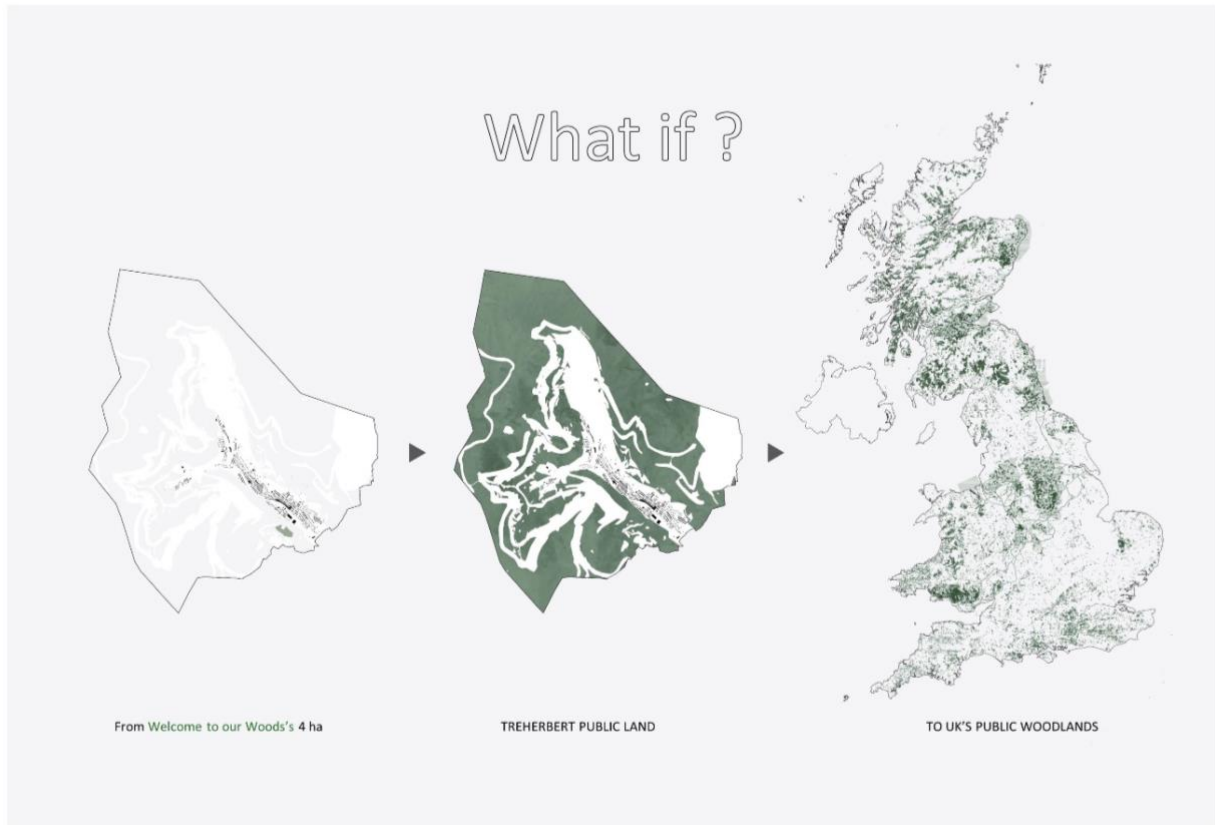 What if ?
From Welcome to our Woods's 4 ha
TREHERBERT PUBLIC LAND
TO UK'S PUBLIC WOODLANDS